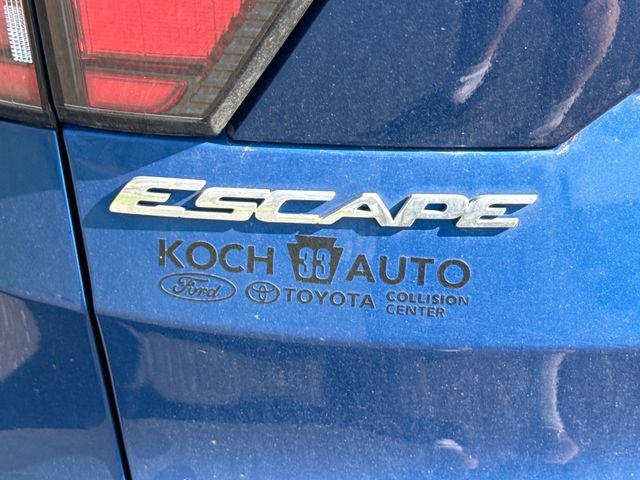 ESCAPE
KOCH 33 AUTO
Ford TOYOTA COLLISION CENTER